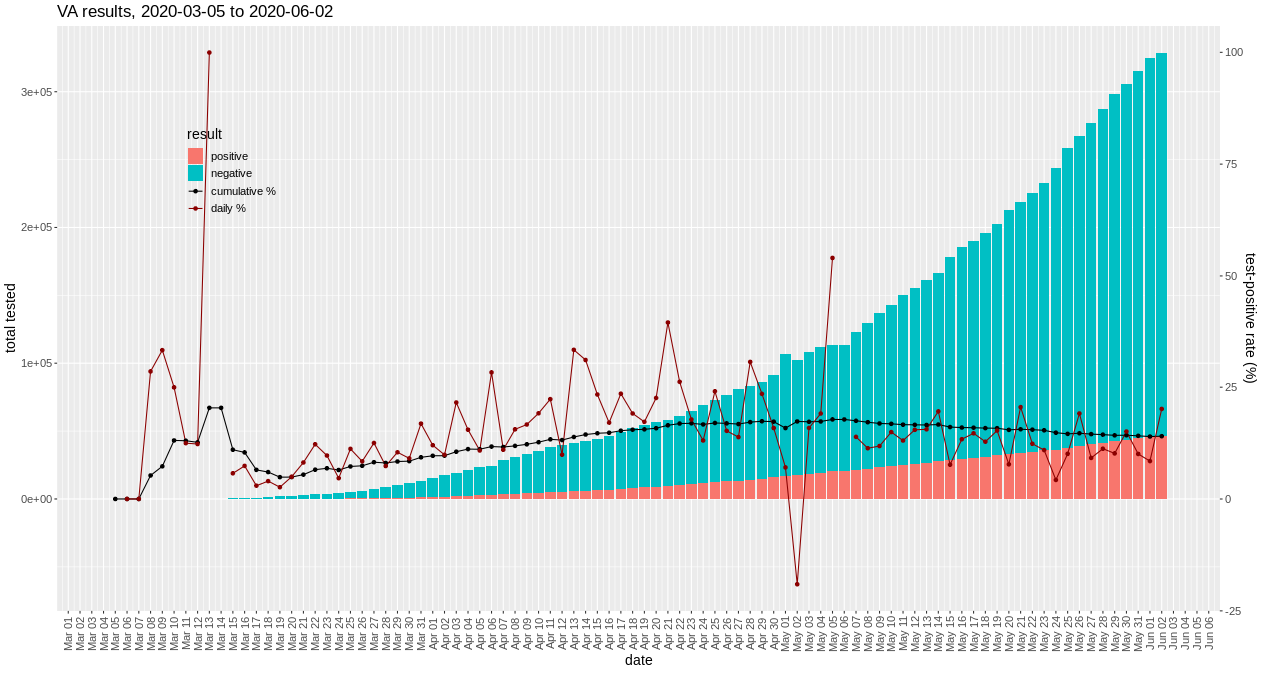 VA results, 2020-03-05 to 2020-06-02
total tested
3e+05
2e+05
1e+05
0e+00
result
positive
negative
cumulative %
daily %
100
75
50
25
0
-25
test-positive rate (%)
Mar 01
Mar 02
Mar 03
Mar 04
Mar 05
Mar 06
Mar 07
Mar 08
Mar 09
Mar 10
Mar 11
Mar 12
Mar 13
Mar 14
Mar 15
Mar 16
Mar 17
Mar 18
Mar 19
Mar 20
Mar 21
Mar 22
Mar 23
Mar 24
Mar 25
Mar 26
Mar 27
Mar 28
Mar 29
Mar 30
Mar 31
Apr 01
Apr 02
Apr 03
Apr 04
Apr 05
Apr 06
Apr 07
Apr 08
Apr 09
Apr 10
Apr 11
Apr 12
Apr 13
Apr 14
Apr 15
Apr 16
Apr 17
Apr 18
Apr 19
Apr 20
Apr 21
Apr 22
Apr 23
Apr 24
Apr 25
Apr 26
Apr 27
Apr 28
Apr 29
Apr 30
May 01
May 02
May 03
May 04
May 05
May 06
May 07
May 08
May 09
May 10
May 11
May 12
May 13
May 14
May 15
May 16
May 17
May 18
May 19
May 20
May 21
May 22
May 23
May 24
May 25
May 26
May 27
May 28
May 29
May 30
May 31
Jun 01
Jun 02
Jun 03
Jun 04
Jun 05
Jun 06
date